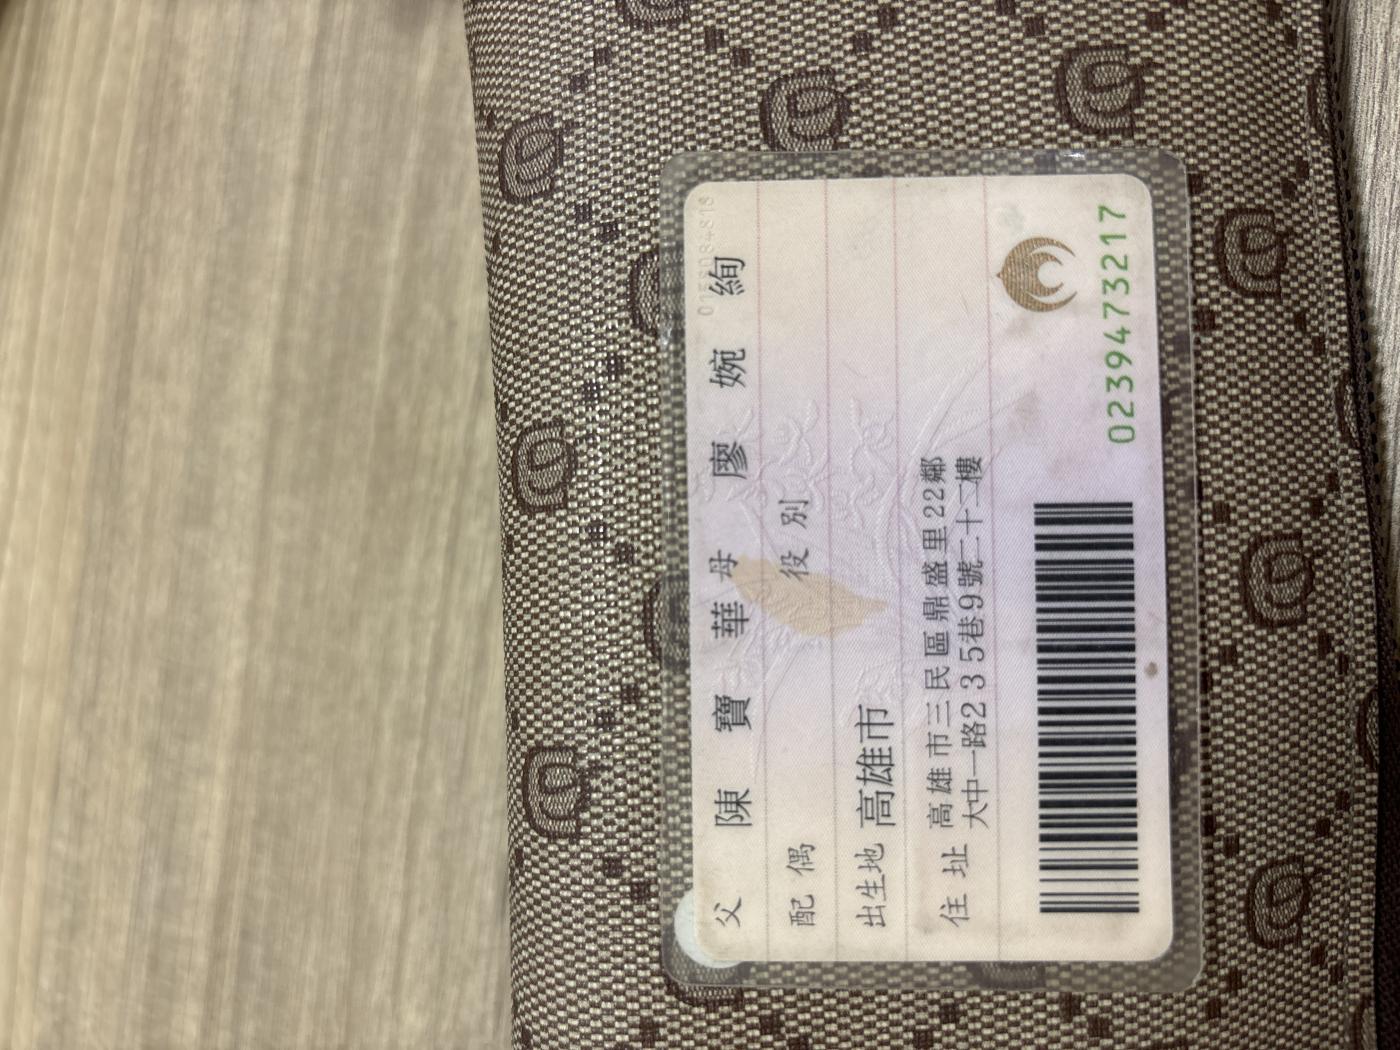 父 陳寶華 母 廖婉絢
配偶 役別
出生地 高雄市
住址 高雄市三民區鼎盛里22鄰
大中一路235巷9號二十二樓
0239473217